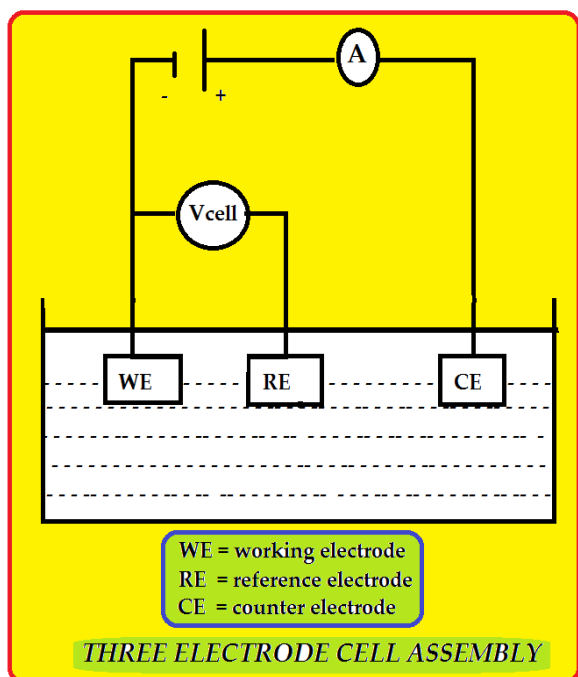 A
- +
Vcell
WE RE CE
WE = working electrode
RE = reference electrode
CE = counter electrode
THREE ELECTRODE CELL ASSEMBLY